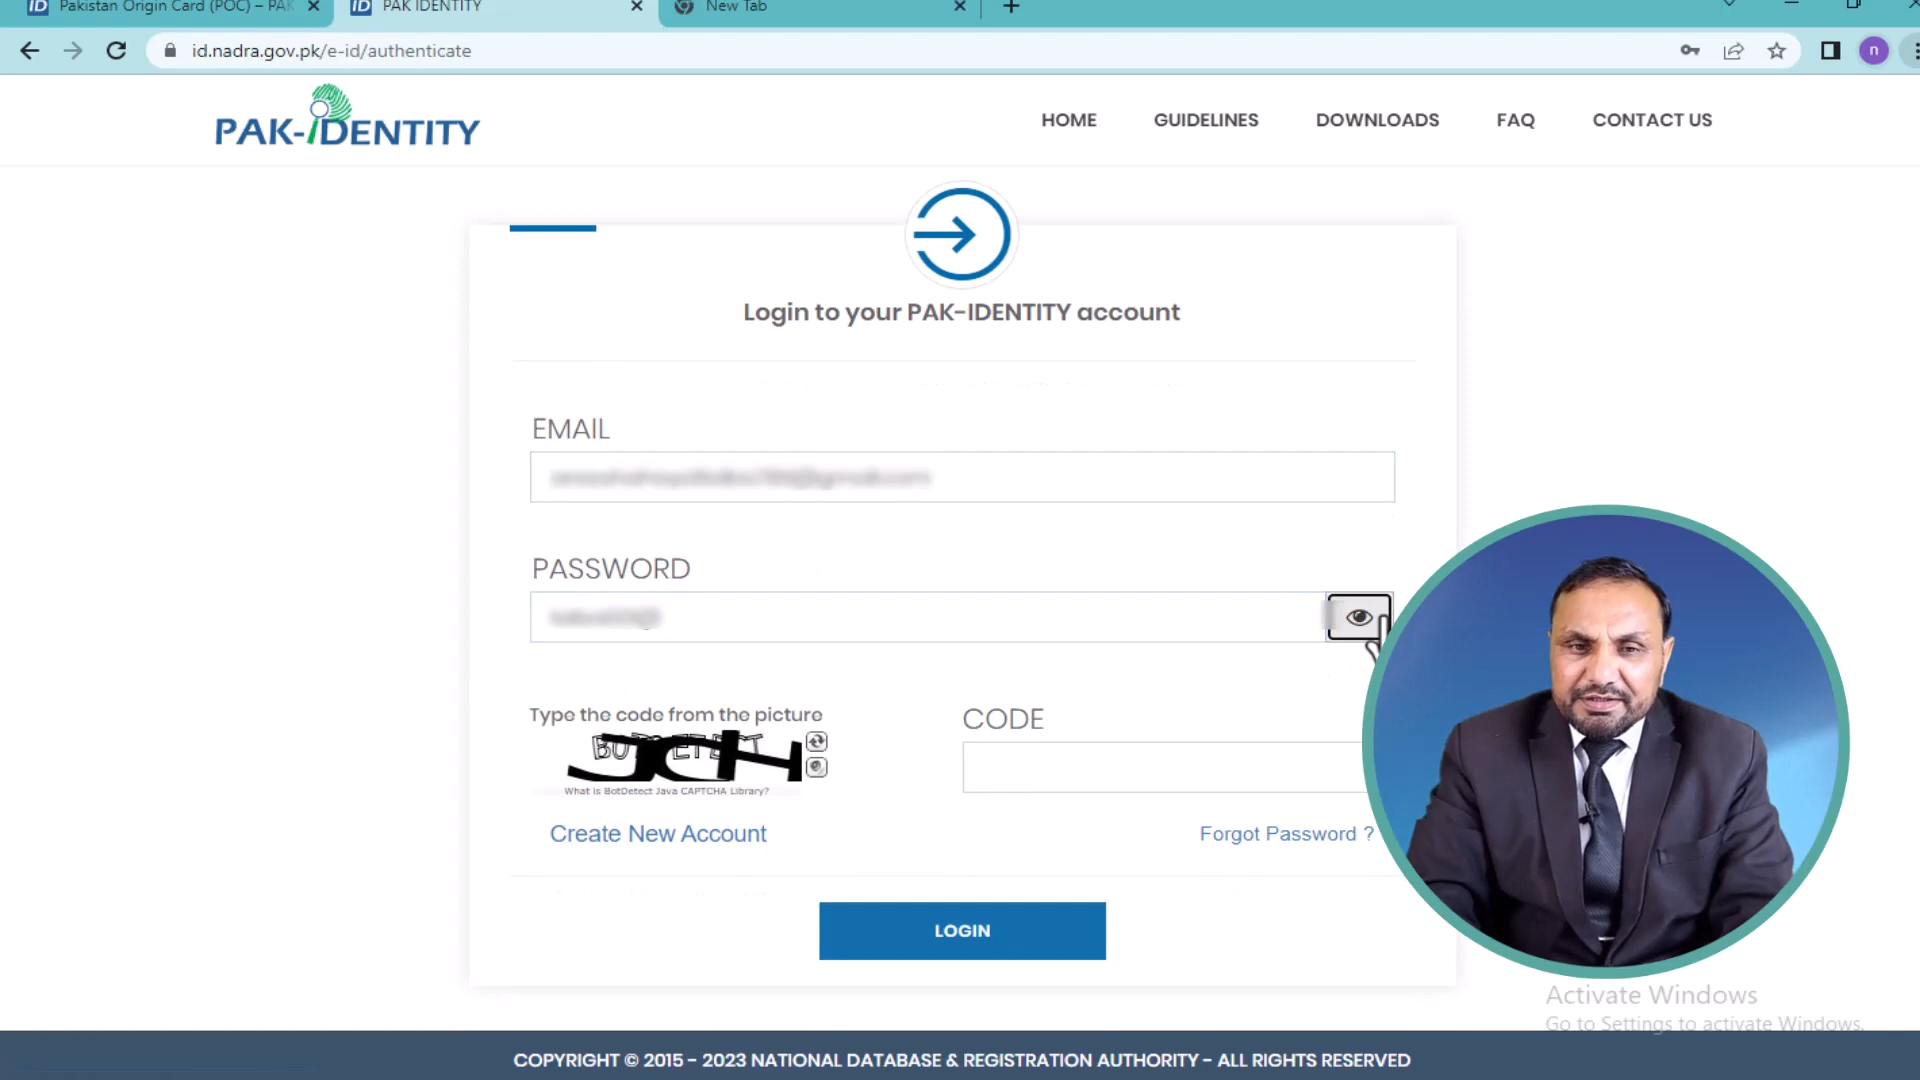 Pakistan Origin Card (POC) – PAK
PAK IDENTITY
New Tab
id.nadra.gov.pk/e-id/authenticate
n
PAK-iDENTITY
HOME
GUIDELINES
DOWNLOADS
FAQ
CONTACT US
Login to your PAK-IDENTITY account
EMAIL
PASSWORD
Type the code from the picture
CODE
What is BotDetect Java CAPTCHA Library?
Create New Account
Forgot Password ?
LOGIN
Activate Windows
Go to Settings to activate Windows.
COPYRIGHT © 2015 - 2023 NATIONAL DATABASE & REGISTRATION AUTHORITY - ALL RIGHTS RESERVED